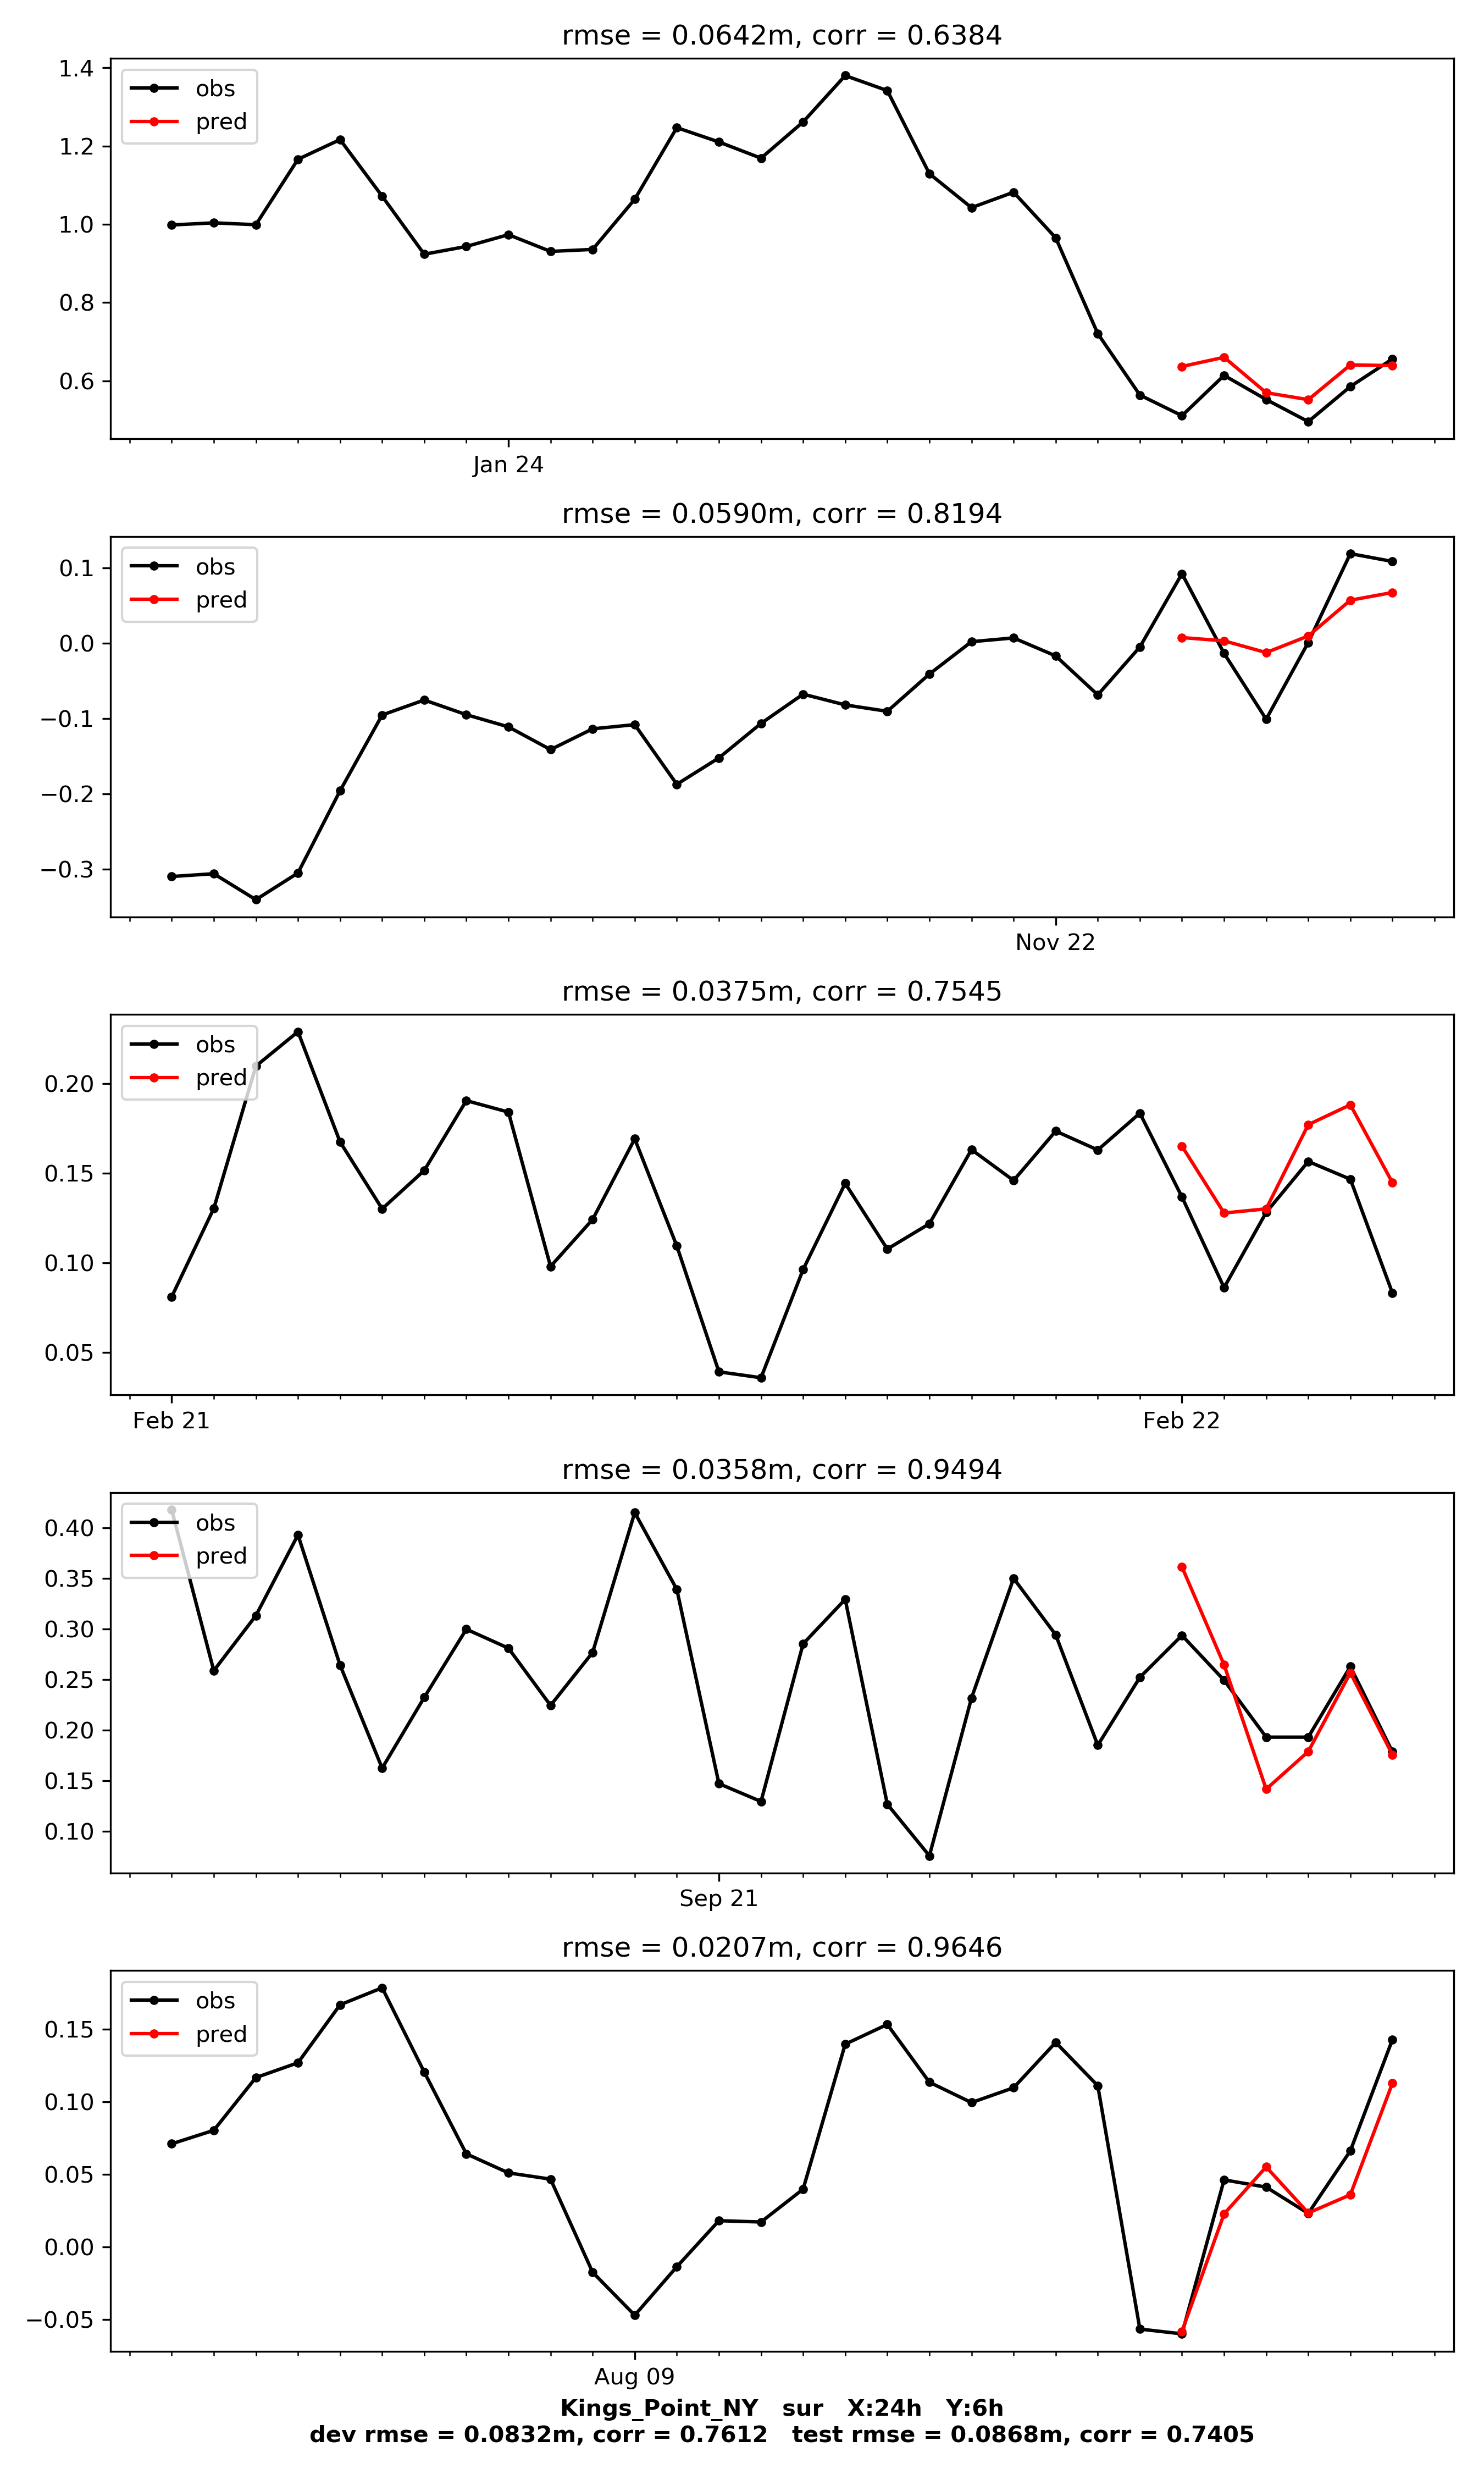 rmse = 0.0642m, corr = 0.6384
1.4
obs
pred
1.2
1.0
0.8
0.6
Jan 24
rmse = 0.0590m, corr = 0.8194
0.1
obs
pred
0.0
−0.1
−0.2
−0.3
Nov 22
rmse = 0.0375m, corr = 0.7545
obs
pred
0.20
0.15
0.10
0.05
Feb 21 Feb 22
rmse = 0.0358m, corr = 0.9494
0.40
obs
pred
0.35
0.30
0.25
0.20
0.15
0.10
Sep 21
rmse = 0.0207m, corr = 0.9646
obs
pred
0.15
0.10
0.05
0.00
−0.05
Aug 09
Kings_Point_NY sur X:24h Y:6h
dev rmse = 0.0832m, corr = 0.7612 test rmse = 0.0868m, corr = 0.7405